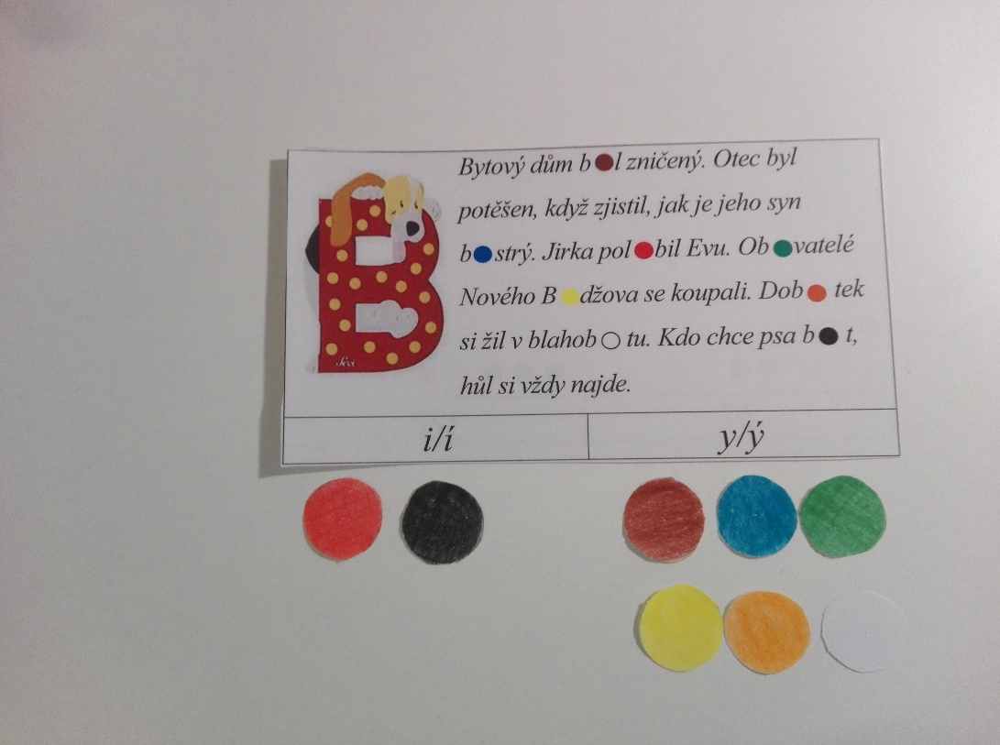 Bytový dům b●l zničený. Otec byl
potěšen, když zjistil, jak je jeho syn
b●strý. Jirka pol●bil Evu. Ob●vatelé
Nového B●džova se koupali. Dob● tek
si žil v blahob○ tu. Kdo chce psa b● t,
hůl si vždy najde.
i/í y/ý
Sevi